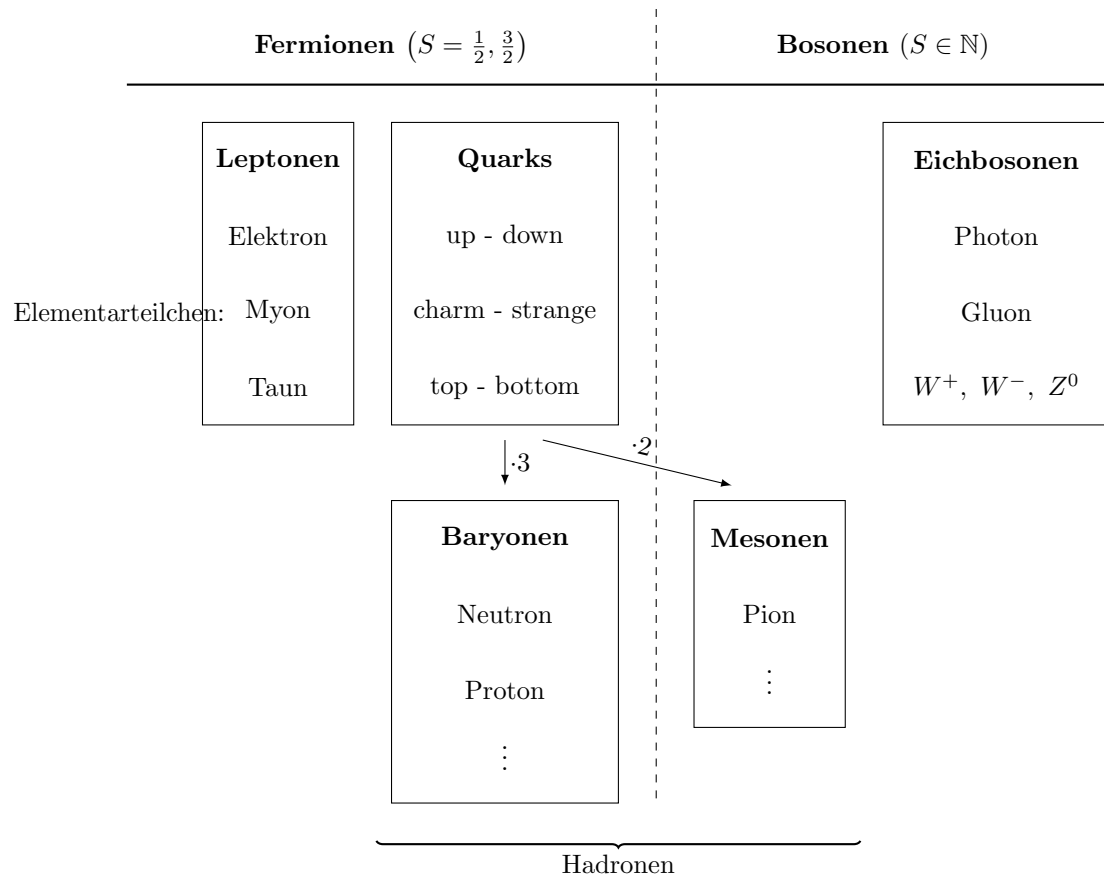 Fermionen (S = 1/2, 3/2)
Bosonen (S ∈ ℕ)
Elementarteilchen:
Leptonen
Elektron
Myon
Taun
Quarks
up - down
charm - strange
top - bottom
Eichbosonen
Photon
Gluon
W⁺, W⁻, Z⁰
·3
·2
Baryonen
Neutron
Proton
⋮
Mesonen
Pion
⋮
Hadronen